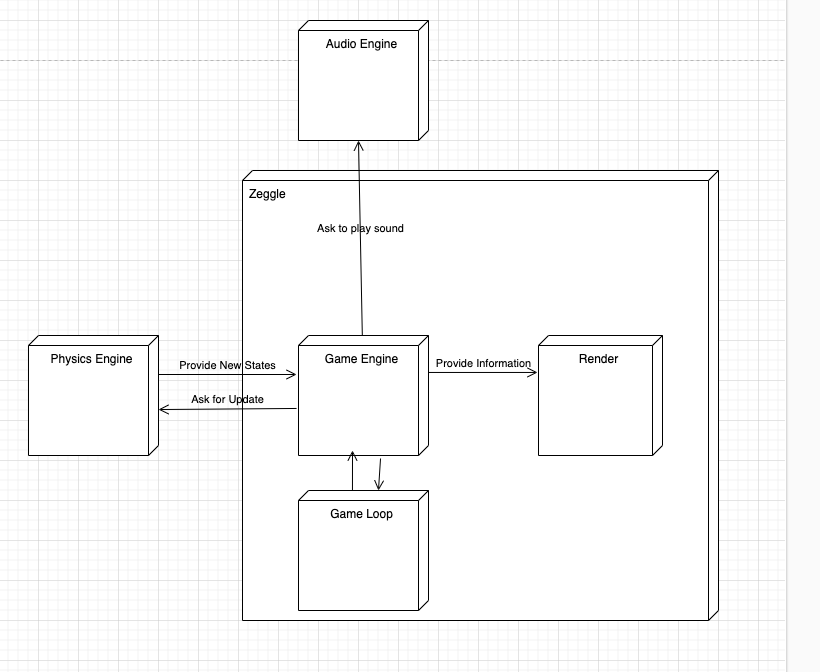 Audio Engine
Zeggle
Ask to play sound
Physics Engine
Provide New States
Ask for Update
Game Engine
Provide Information
Render
Game Loop